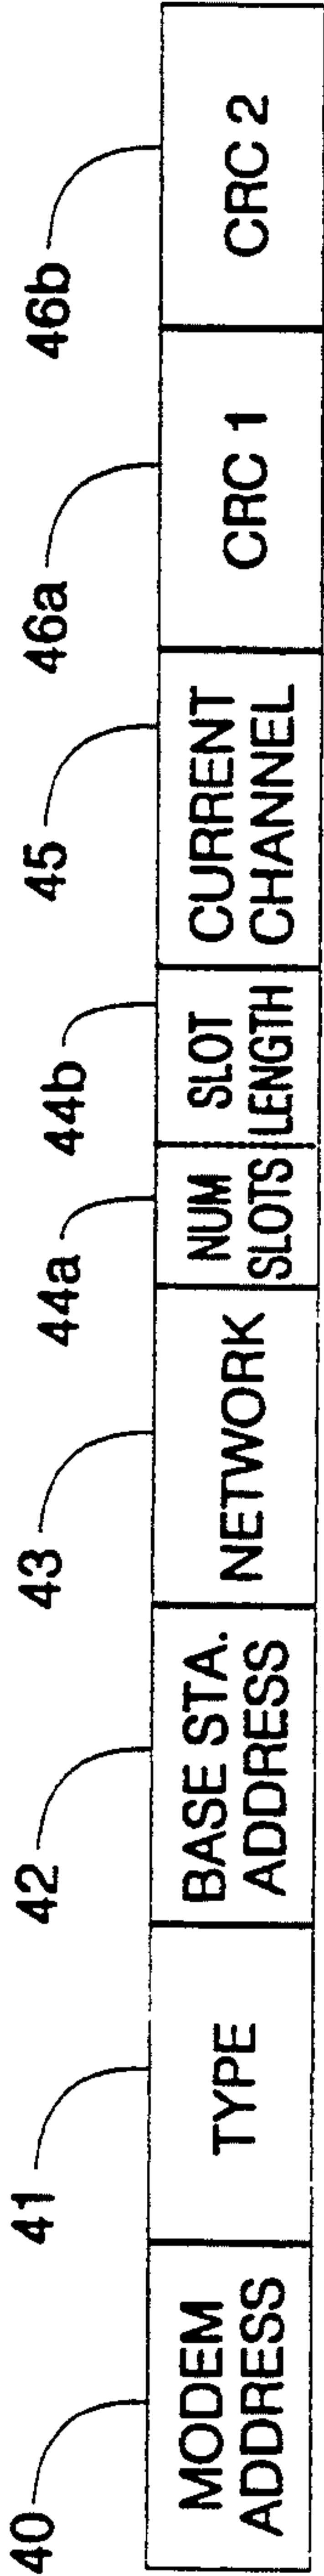 40
41
42
43
44a
44b
45
46a
46b
MODEM
ADDRESS
TYPE
BASE STA.
ADDRESS
NETWORK
NUM
SLOTS
SLOT
LENGTH
CURRENT
CHANNEL
CRC 1
CRC 2